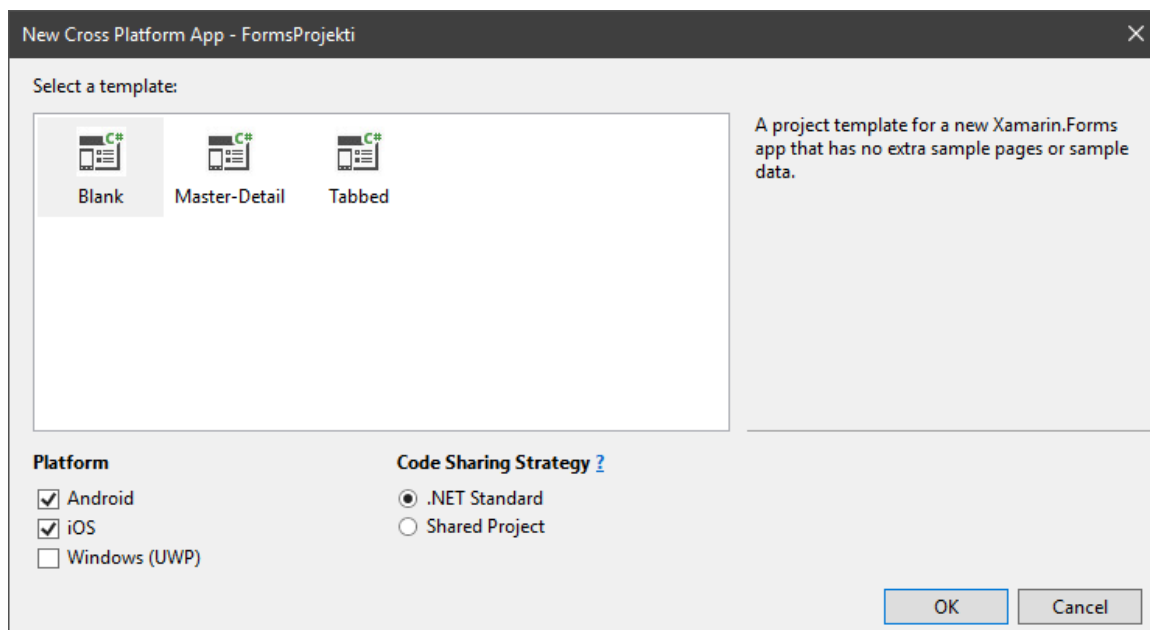 New Cross Platform App - FormsProjekti
Select a template:
C# C# C#
Blank Master-Detail Tabbed
A project template for a new Xamarin.Forms
app that has no extra sample pages or sample
data.
Platform
Android
iOS
Windows (UWP)
Code Sharing Strategy ?
.NET Standard
Shared Project
OK Cancel